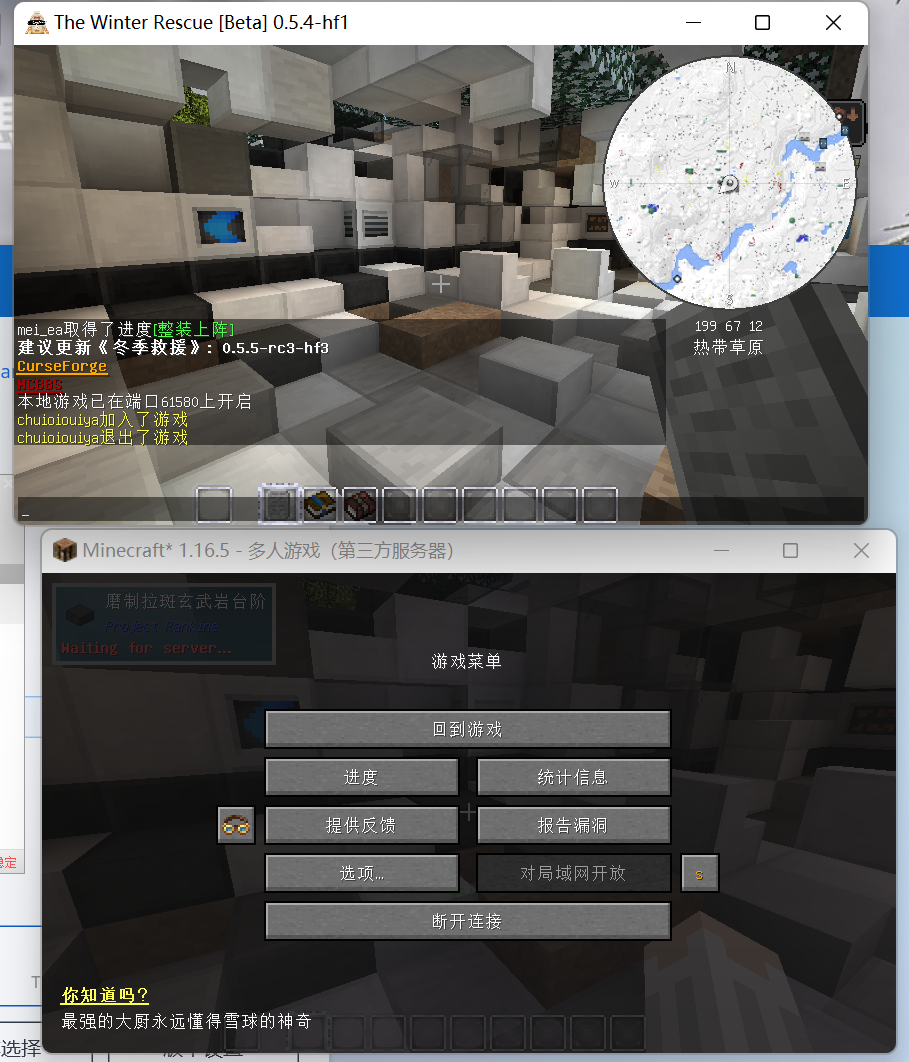 The Winter Rescue [Beta] 0.5.4-hf1
N
W
E
S
199 67 12
热带草原
mei_ea取得了进度[整装上阵]
建议更新《冬季救援》：0.5.5-rc3-hf3
CurseForge
MCBBS
本地游戏已在端口61580上开启
chuioiouiya加入了游戏
chuioiouiya退出了游戏
_
Minecraft* 1.16.5 - 多人游戏（第三方服务器）
磨制拉斑玄武岩台阶
Project Rankine
Waiting for server...
游戏菜单
回到游戏
进度
统计信息
提供反馈
报告漏洞
选项...
对局域网开放
s
断开连接
你知道吗？
最强的大厨永远懂得雪球的神奇
稳定
T
选择